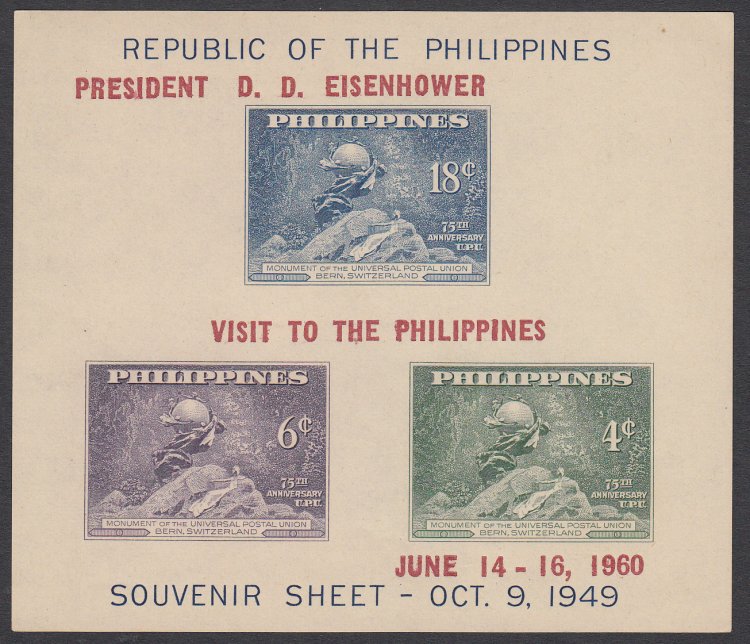 REPUBLIC OF THE PHILIPPINES
PRESIDENT D. D. EISENHOWER
PHILIPPINES
18¢
75TH
ANNIVERSARY
U.P.U.
MONUMENT OF THE UNIVERSAL POSTAL UNION
BERN, SWITZERLAND
VISIT TO THE PHILIPPINES
PHILIPPINES
6¢
75TH
ANNIVERSARY
U.P.U.
MONUMENT OF THE UNIVERSAL POSTAL UNION
BERN, SWITZERLAND
PHILIPPINES
4¢
75TH
ANNIVERSARY
U.P.U.
MONUMENT OF THE UNIVERSAL POSTAL UNION
BERN, SWITZERLAND
JUNE 14 - 16, 1960
SOUVENIR SHEET - OCT. 9, 1949